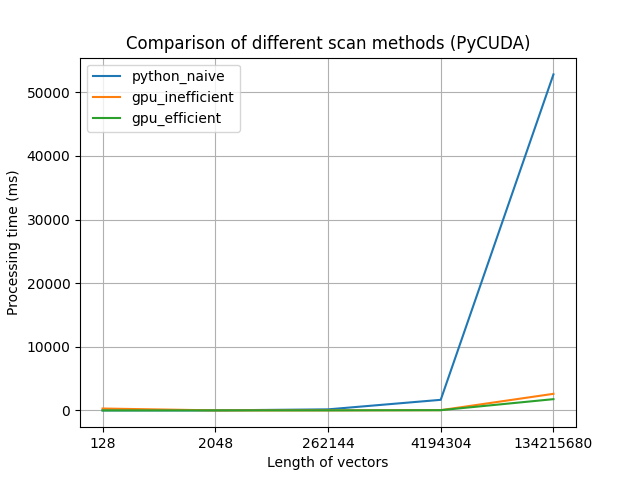 Comparison of different scan methods (PyCUDA)
python_naive
gpu_inefficient
gpu_efficient
Processing time (ms)
50000
40000
30000
20000
10000
0
128 2048 262144 4194304 134215680
Length of vectors